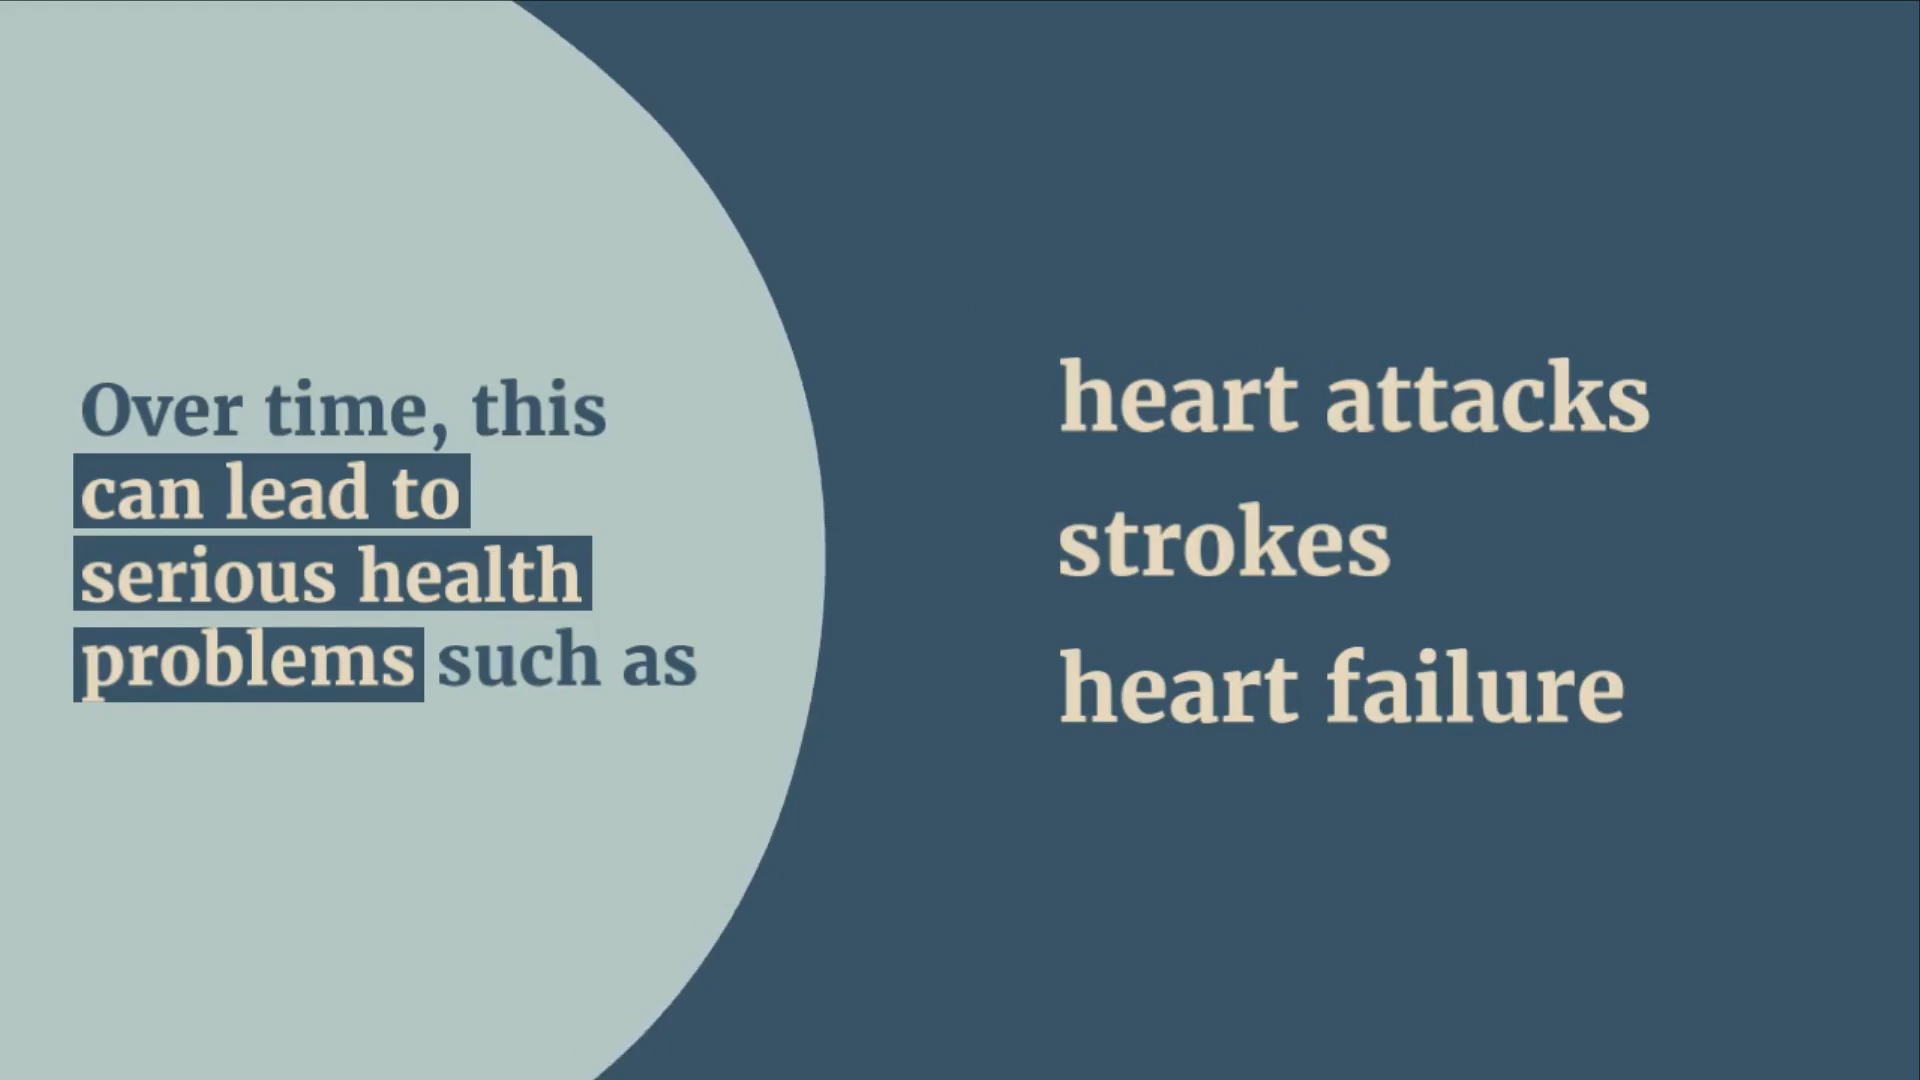 Over time, this
can lead to
serious health
problems such as
heart attacks
strokes
heart failure